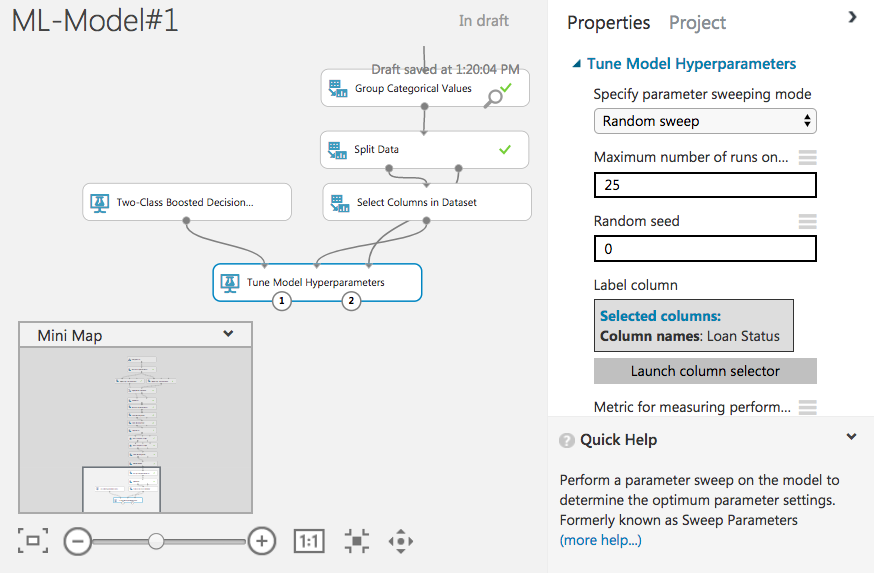 ML-Model#1
In draft
Draft saved at 1:20:04 PM
Group Categorical Values
Split Data
Two-Class Boosted Decision...
Select Columns in Dataset
Tune Model Hyperparameters
1
2
Mini Map
1:1
Properties
Project
Tune Model Hyperparameters
Specify parameter sweeping mode
Random sweep
Maximum number of runs on...
25
Random seed
0
Label column
Selected columns:
Column names: Loan Status
Launch column selector
Metric for measuring perform...
? Quick Help
Perform a parameter sweep on the model to
determine the optimum parameter settings.
Formerly known as Sweep Parameters
(more help...)